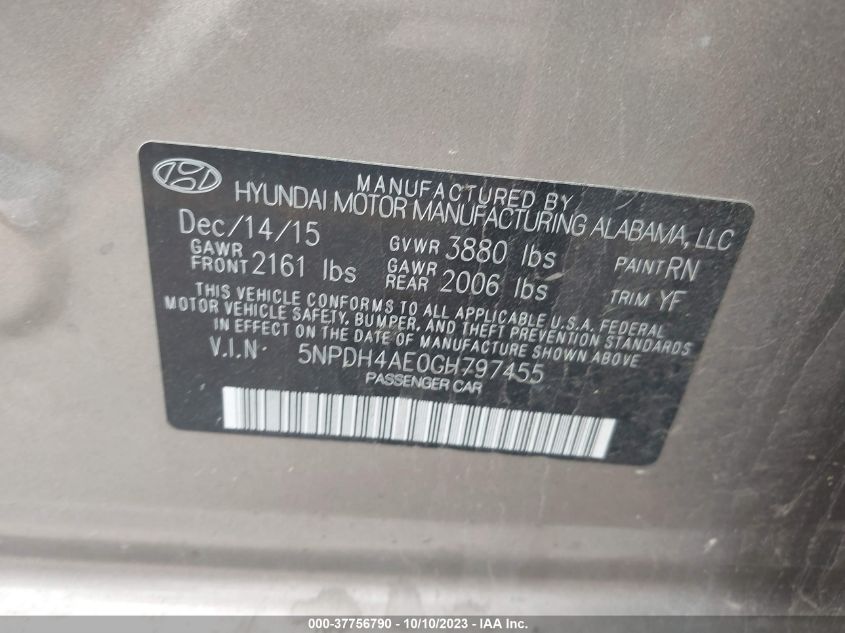 MANUFACTURED BY
HYUNDAI MOTOR MANUFACTURING ALABAMA, LLC
Dec/14/15 GVWR 3880 lbs PAINT RN
GAWR FRONT 2161 lbs GAWR REAR 2006 lbs TRIM YF
THIS VEHICLE CONFORMS TO ALL APPLICABLE U.S.A. FEDERAL
MOTOR VEHICLE SAFETY, BUMPER, AND THEFT PREVENTION STANDARDS
IN EFFECT ON THE DATE OF MANUFACTURE SHOWN ABOVE
V.I.N 5NPDH4AE0GH797455
PASSENGER CAR
000-37756790 - 10/10/2023 - IAA Inc.